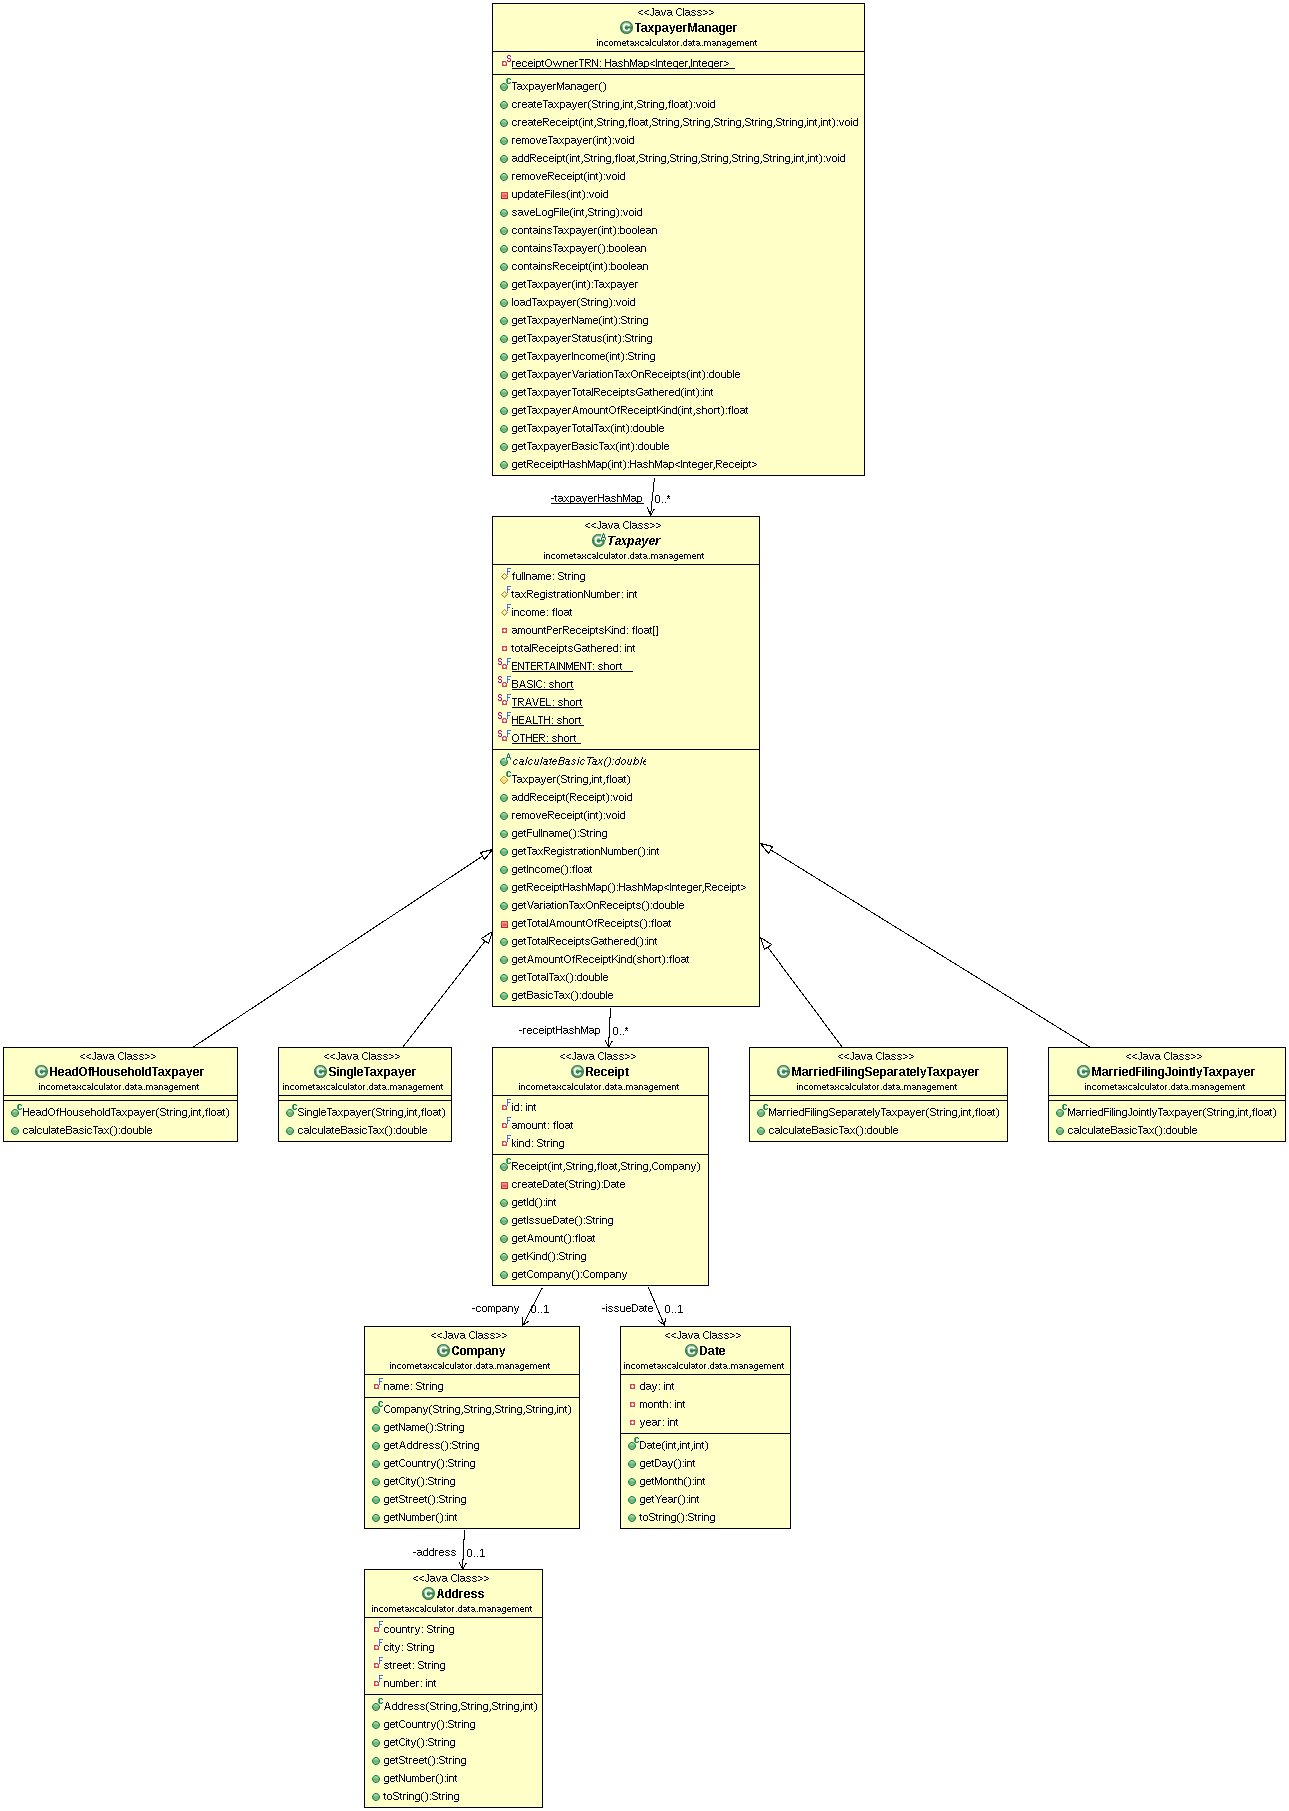 <<Java Class>>
TaxpayerManager
incometaxcalculator.data.management
receiptOwnerTRN: HashMap<Integer,Integer>
TaxpayerManager()
createTaxpayer(String,int,String,float):void
createReceipt(int,String,float,String,String,String,String,String,int,int):void
removeTaxpayer(int):void
addReceipt(int,String,float,String,String,String,String,String,int,int):void
removeReceipt(int):void
updateFiles(int):void
saveLogFile(int,String):void
containsTaxpayer(int):boolean
containsTaxpayer():boolean
containsReceipt(int):boolean
getTaxpayer(int):Taxpayer
loadTaxpayer(String):void
getTaxpayerName(int):String
getTaxpayerStatus(int):String
getTaxpayerIncome(int):String
getTaxpayerVariationTaxOnReceipts(int):double
getTaxpayerTotalReceiptsGathered(int):int
getTaxpayerAmountOfReceiptKind(int,short):float
getTaxpayerTotalTax(int):double
getTaxpayerBasicTax(int):double
getReceiptHashMap(int):HashMap<Integer,Receipt>
-taxpayerHashMap 0..*
<<Java Class>>
Taxpayer
incometaxcalculator.data.management
fullname: String
taxRegistrationNumber: int
income: float
amountPerReceiptsKind: float[]
totalReceiptsGathered: int
ENTERTAINMENT: short
BASIC: short
TRAVEL: short
HEALTH: short
OTHER: short
calculateBasicTax():double
Taxpayer(String,int,float)
addReceipt(Receipt):void
removeReceipt(int):void
getFullname():String
getTaxRegistrationNumber():int
getIncome():float
getReceiptHashMap():HashMap<Integer,Receipt>
getVariationTaxOnReceipts():double
getTotalAmountOfReceipts():float
getTotalReceiptsGathered():int
getAmountOfReceiptKind(short):float
getTotalTax():double
getBasicTax():double
-receiptHashMap 0..*
<<Java Class>>
HeadOfHouseholdTaxpayer
incometaxcalculator.data.management
HeadOfHouseholdTaxpayer(String,int,float)
calculateBasicTax():double
<<Java Class>>
SingleTaxpayer
incometaxcalculator.data.management
SingleTaxpayer(String,int,float)
calculateBasicTax():double
<<Java Class>>
Receipt
incometaxcalculator.data.management
id: int
amount: float
kind: String
Receipt(int,String,float,String,Company)
createDate(String):Date
getId():int
getIssueDate():String
getAmount():float
getKind():String
getCompany():Company
<<Java Class>>
MarriedFilingSeparatelyTaxpayer
incometaxcalculator.data.management
MarriedFilingSeparatelyTaxpayer(String,int,float)
calculateBasicTax():double
<<Java Class>>
MarriedFilingJointlyTaxpayer
incometaxcalculator.data.management
MarriedFilingJointlyTaxpayer(String,int,float)
calculateBasicTax():double
-company 0..1
-issueDate 0..1
<<Java Class>>
Company
incometaxcalculator.data.management
name: String
Company(String,String,String,String,int)
getName():String
getAddress():String
getCountry():String
getCity():String
getStreet():String
getNumber():int
<<Java Class>>
Date
incometaxcalculator.data.management
day: int
month: int
year: int
Date(int,int,int)
getDay():int
getMonth():int
getYear():int
toString():String
-address 0..1
<<Java Class>>
Address
incometaxcalculator.data.management
country: String
city: String
street: String
number: int
Address(String,String,String,int)
getCountry():String
getCity():String
getStreet():String
getNumber():int
toString():String